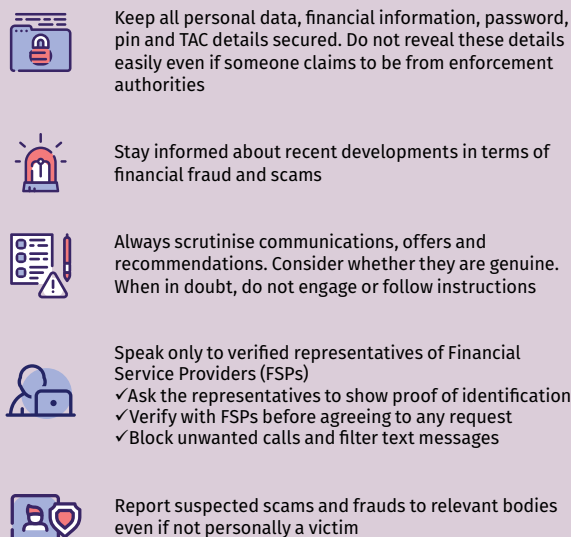 Keep all personal data, financial information, password,
pin and TAC details secured. Do not reveal these details
easily even if someone claims to be from enforcement
authorities
Stay informed about recent developments in terms of
financial fraud and scams
Always scrutinise communications, offers and
recommendations. Consider whether they are genuine.
When in doubt, do not engage or follow instructions
Speak only to verified representatives of Financial
Service Providers (FSPs)
✓Ask the representatives to show proof of identification
✓Verify with FSPs before agreeing to any request
✓Block unwanted calls and filter text messages
Report suspected scams and frauds to relevant bodies
even if not personally a victim